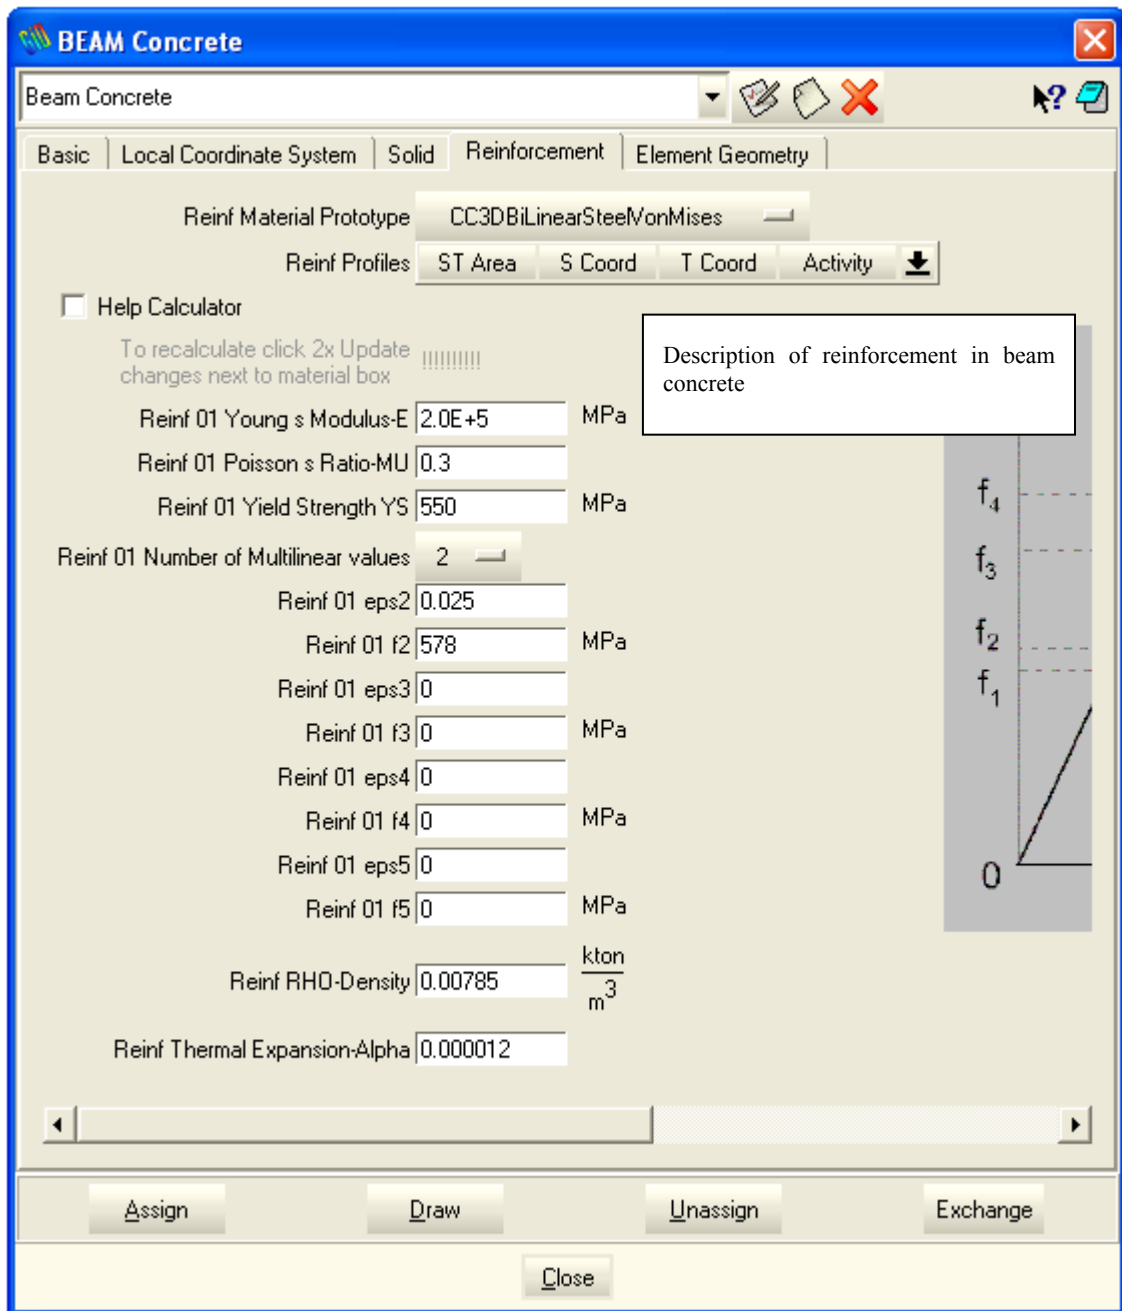 BEAM Concrete
Beam Concrete
Basic Local Coordinate System Solid Reinforcement Element Geometry
Reinf Material Prototype CC3DBiLinearSteelVonMises
Reinf Profiles ST Area S Coord T Coord Activity
Help Calculator
To recalculate click 2x Update
changes next to material box !!!!!!!!!!
Description of reinforcement in beam
concrete
Reinf 01 Young s Modulus-E 2.0E+5 MPa
Reinf 01 Poisson s Ratio-MU 0.3
Reinf 01 Yield Strength YS 550 MPa
Reinf 01 Number of Multilinear values 2
Reinf 01 eps2 0.025
Reinf 01 f2 578 MPa
Reinf 01 eps3 0
Reinf 01 f3 0 MPa
Reinf 01 eps4 0
Reinf 01 f4 0 MPa
Reinf 01 eps5 0
Reinf 01 f5 0 MPa
Reinf RHO-Density 0.00785 kton/m³
Reinf Thermal Expansion-Alpha 0.000012
f₄
f₃
f₂
f₁
0
Assign Draw Unassign Exchange
Close